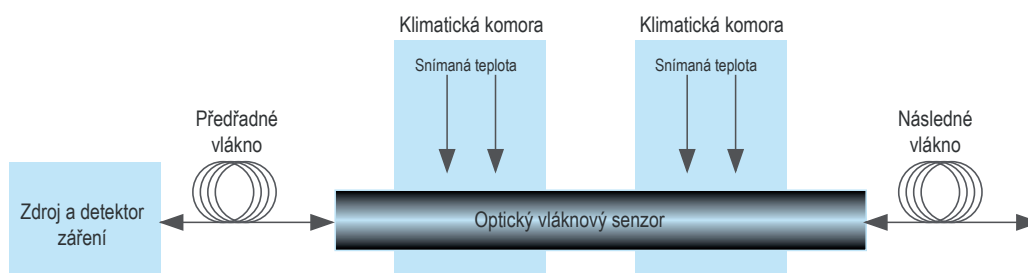 Klimatická komora
Klimatická komora
Snímaná teplota
Snímaná teplota
Předřadné
vlákno
Následné
vlákno
Zdroj a detektor
záření
Optický vláknový senzor